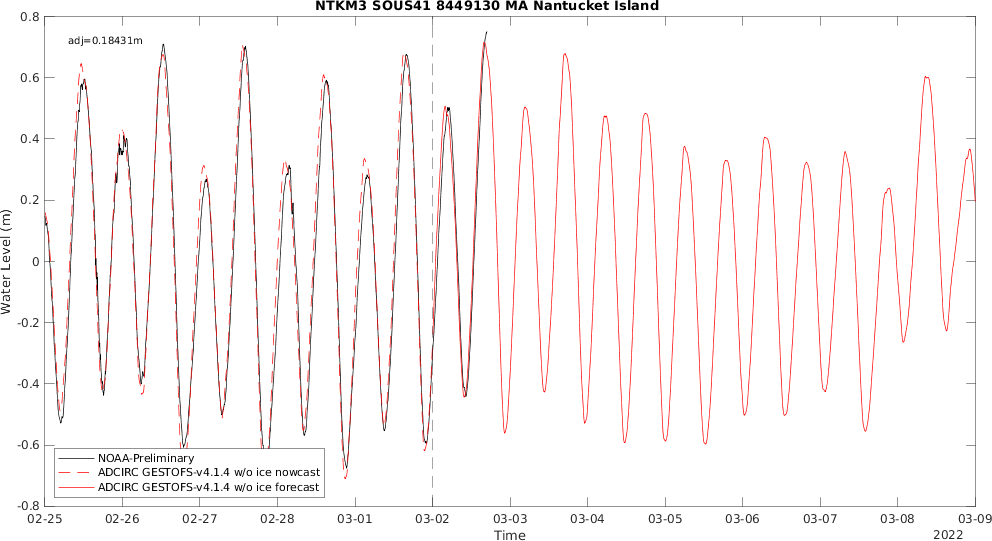 NTKM3 SOUS41 8449130 MA Nantucket Island
adj=0.18431m
Water Level (m)
0.8
0.6
0.4
0.2
0
-0.2
-0.4
-0.6
-0.8
NOAA-Preliminary
ADCIRC GESTOFS-v4.1.4 w/o ice nowcast
ADCIRC GESTOFS-v4.1.4 w/o ice forecast
02-25 02-26 02-27 02-28 03-01 03-02 03-03 03-04 03-05 03-06 03-07 03-08 03-09
Time
2022